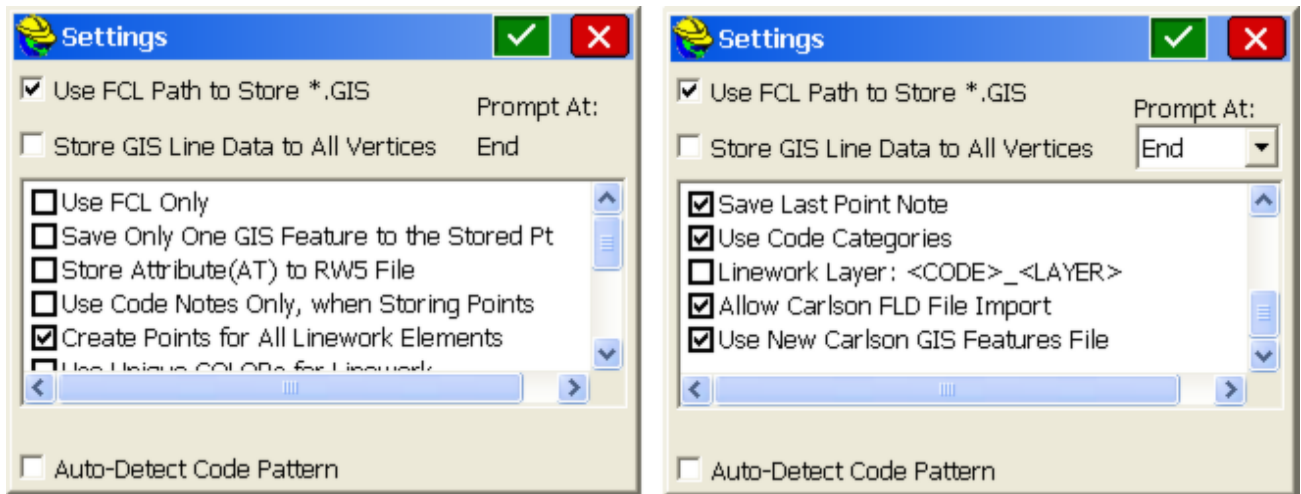 Settings
Use FCL Path to Store *.GIS
Prompt At:
Store GIS Line Data to All Vertices
End
Use FCL Only
Save Only One GIS Feature to the Stored Pt
Store Attribute(AT) to RW5 File
Use Code Notes Only, when Storing Points
Create Points for All Linework Elements
Use Unique COLORs for Linework
Auto-Detect Code Pattern
Settings
Use FCL Path to Store *.GIS
Prompt At:
Store GIS Line Data to All Vertices
End
Save Last Point Note
Use Code Categories
Linework Layer: <CODE>_<LAYER>
Allow Carlson FLD File Import
Use New Carlson GIS Features File
Auto-Detect Code Pattern